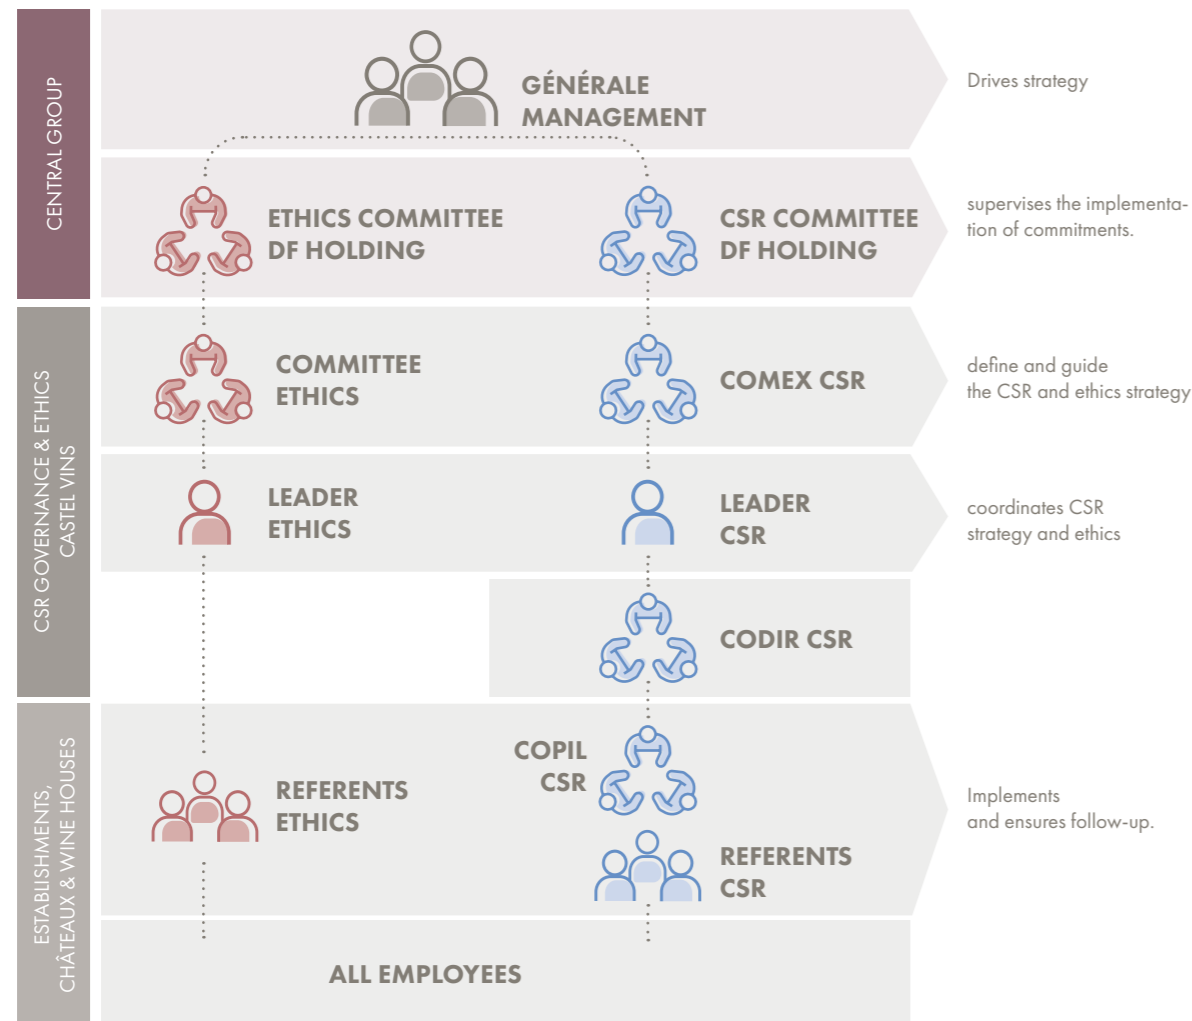 CENTRAL GROUP
GÉNÉRALE
MANAGEMENT
Drives strategy
ETHICS COMMITTEE
DF HOLDING
CSR COMMITTEE
DF HOLDING
supervises the implementa-
tion of commitments.
CSR GOVERNANCE & ETHICS
CASTEL VINS
COMMITTEE
ETHICS
COMEX CSR
define and guide
the CSR and ethics strategy
LEADER
ETHICS
LEADER
CSR
coordinates CSR
strategy and ethics
CODIR CSR
ESTABLISHMENTS,
CHÂTEAUX & WINE HOUSES
COPIL
CSR
REFERENTS
ETHICS
REFERENTS
CSR
Implements
and ensures follow-up.
ALL EMPLOYEES